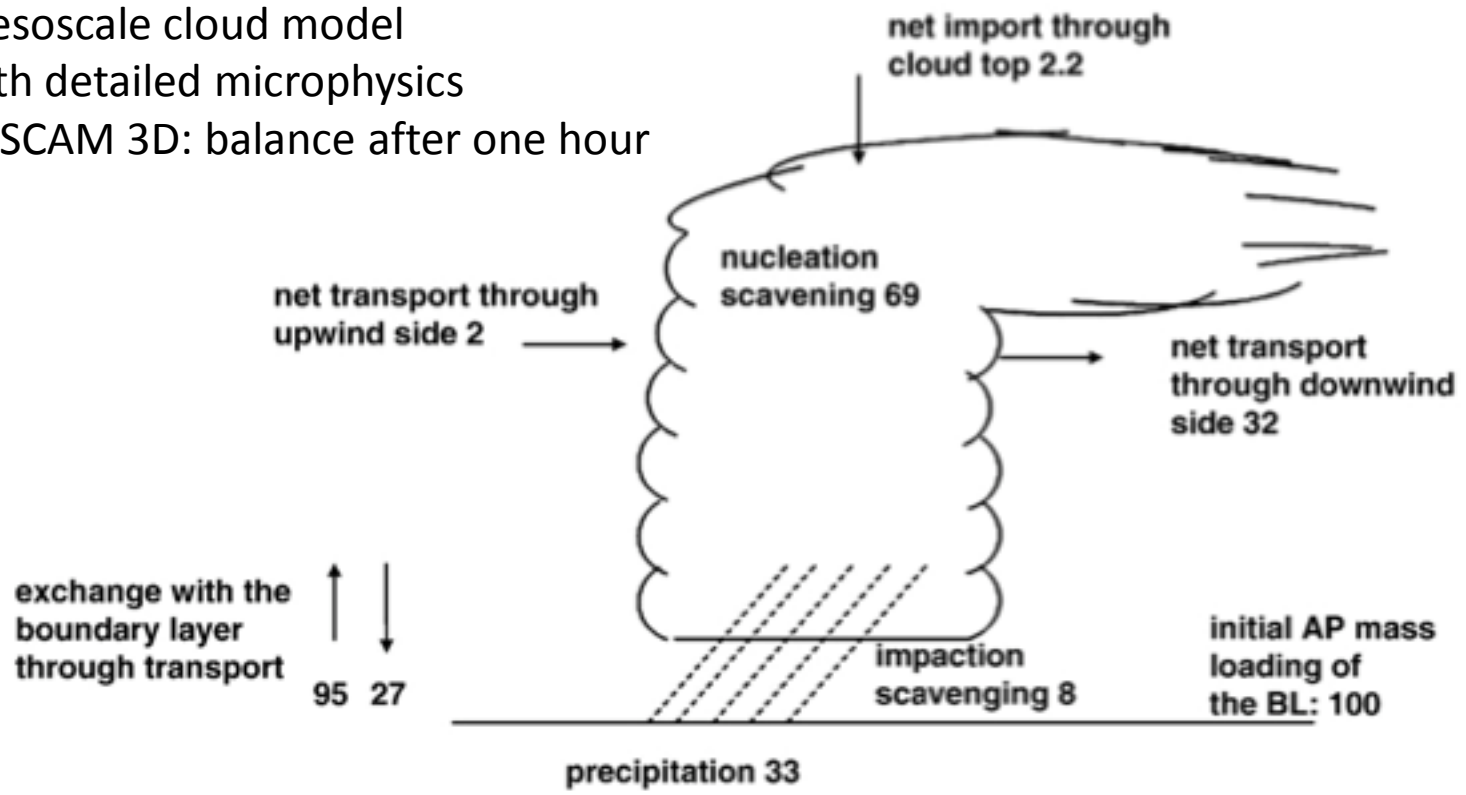 esoscale cloud model
th detailed microphysics
SCAM 3D: balance after one hour
net import through
cloud top 2.2
nucleation
scavening 69
net transport through
upwind side 2
net transport
through downwind
side 32
exchange with the
boundary layer
through transport
95 27
impaction
scavenging 8
initial AP mass
loading of
the BL: 100
precipitation 33